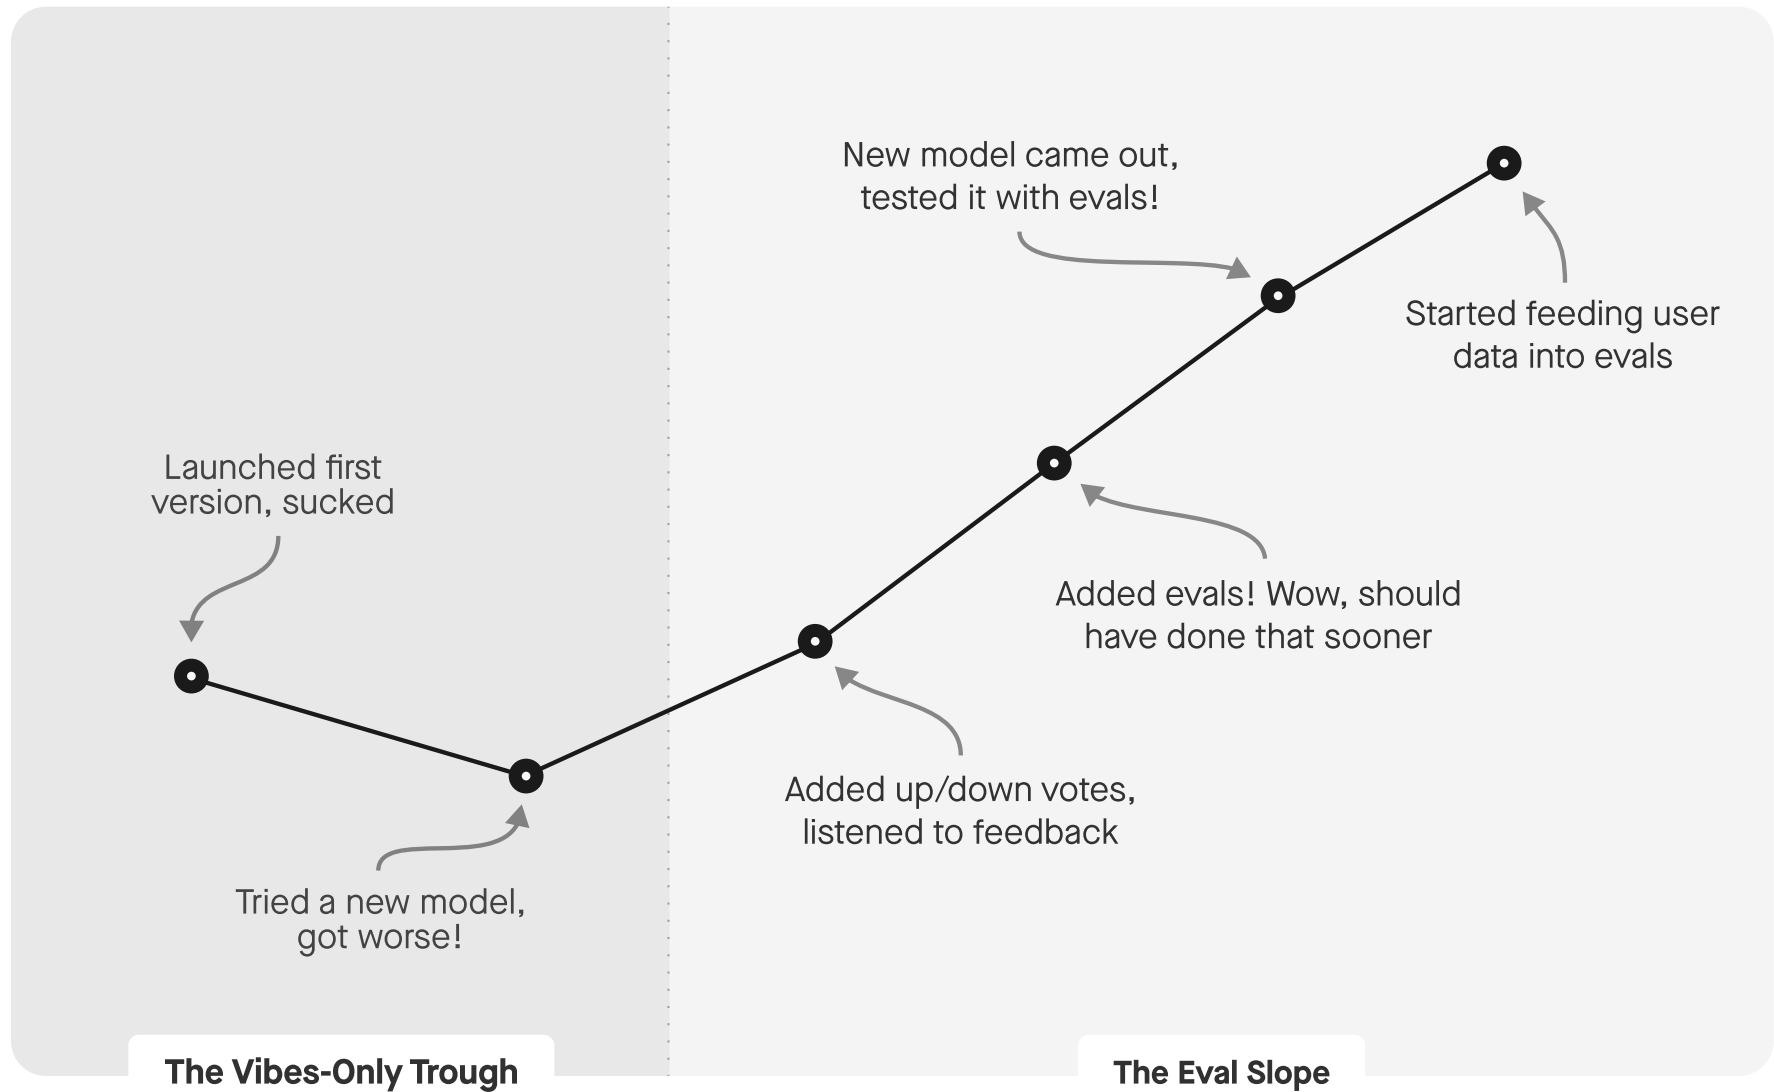 New model came out,
tested it with evals!
Started feeding user
data into evals
Launched first
version, sucked
Added evals! Wow, should
have done that sooner
Added up/down votes,
listened to feedback
Tried a new model,
got worse!
The Vibes-Only Trough
The Eval Slope